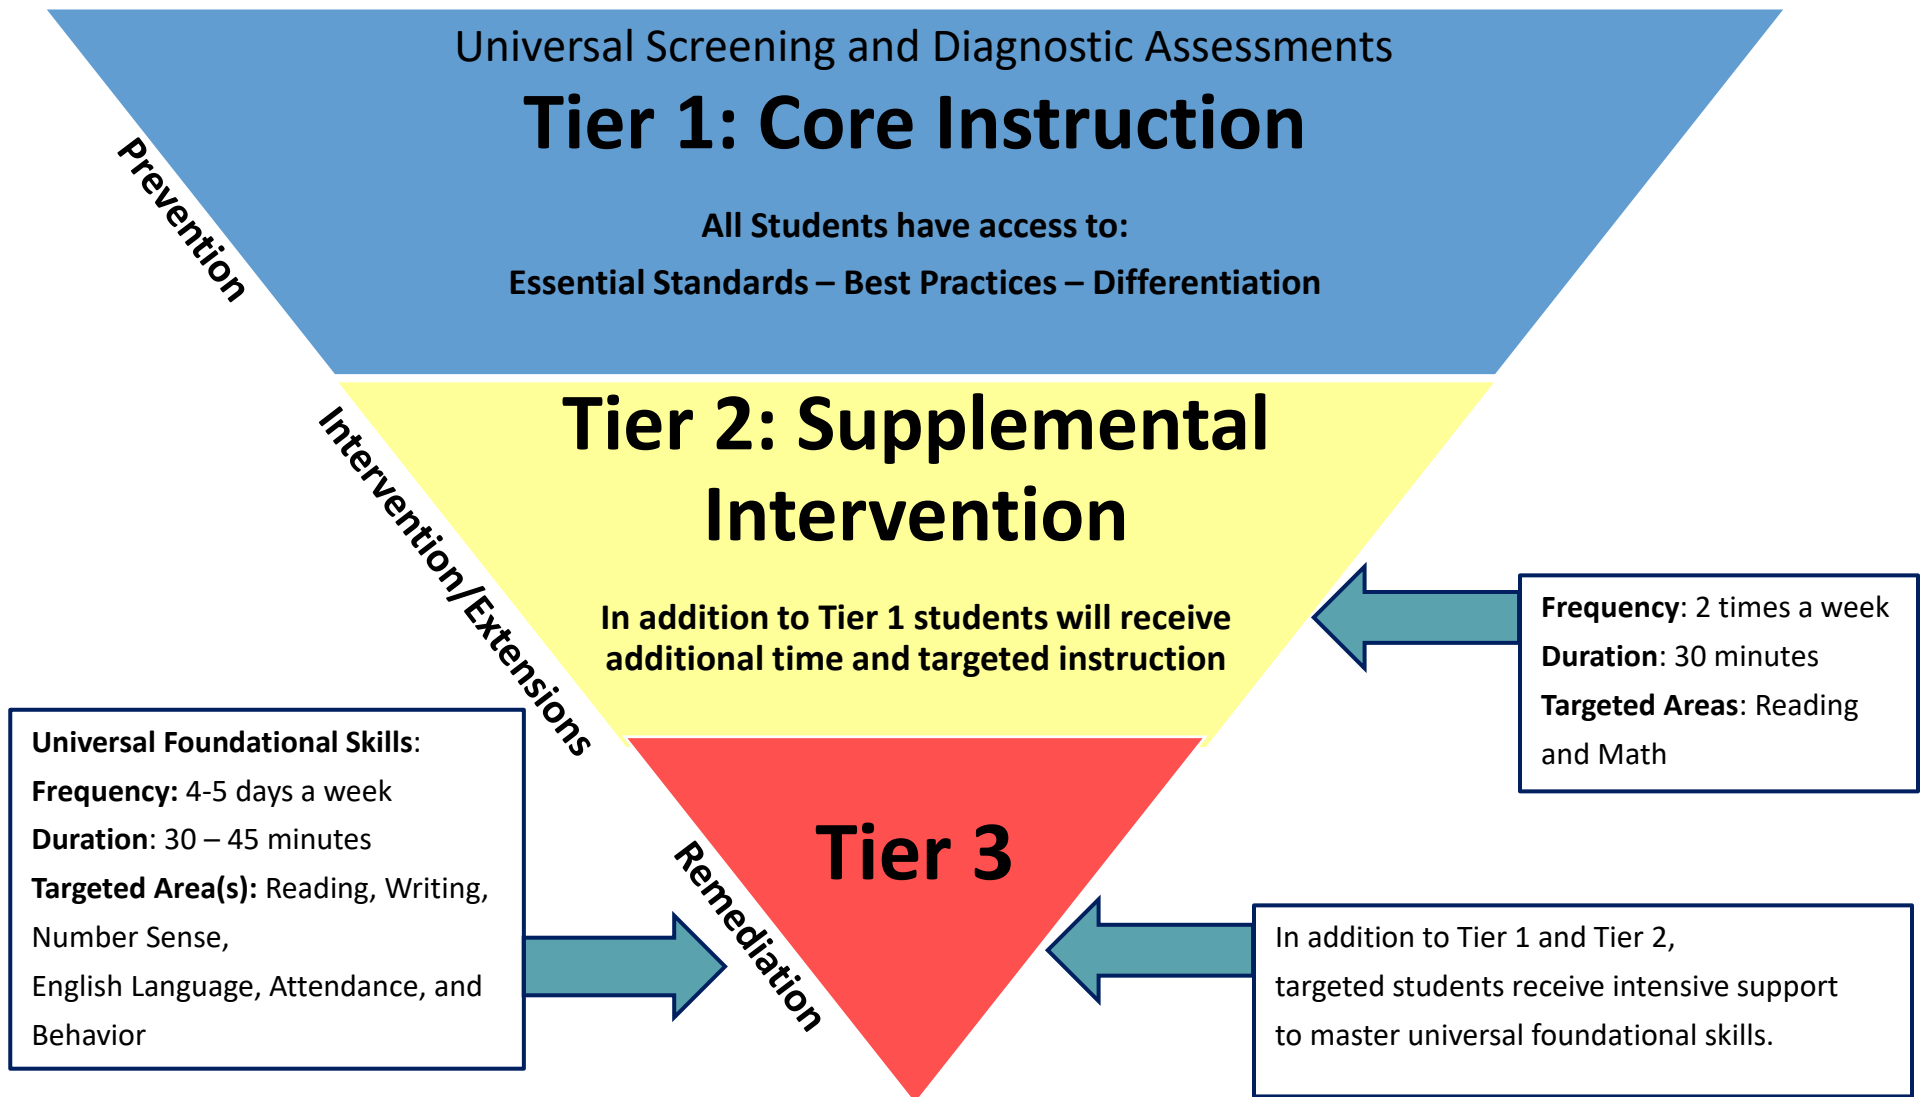 Universal Screening and Diagnostic Assessments
Tier 1: Core Instruction
Prevention
All Students have access to:
Essential Standards – Best Practices – Differentiation
Tier 2: Supplemental
Intervention
Intervention/Extensions
In addition to Tier 1 students will receive
additional time and targeted instruction
Frequency: 2 times a week
Duration: 30 minutes
Targeted Areas: Reading
and Math
Universal Foundational Skills:
Frequency: 4-5 days a week
Duration: 30 – 45 minutes
Targeted Area(s): Reading, Writing,
Number Sense,
English Language, Attendance, and
Behavior
Tier 3
Remediation
In addition to Tier 1 and Tier 2,
targeted students receive intensive support
to master universal foundational skills.